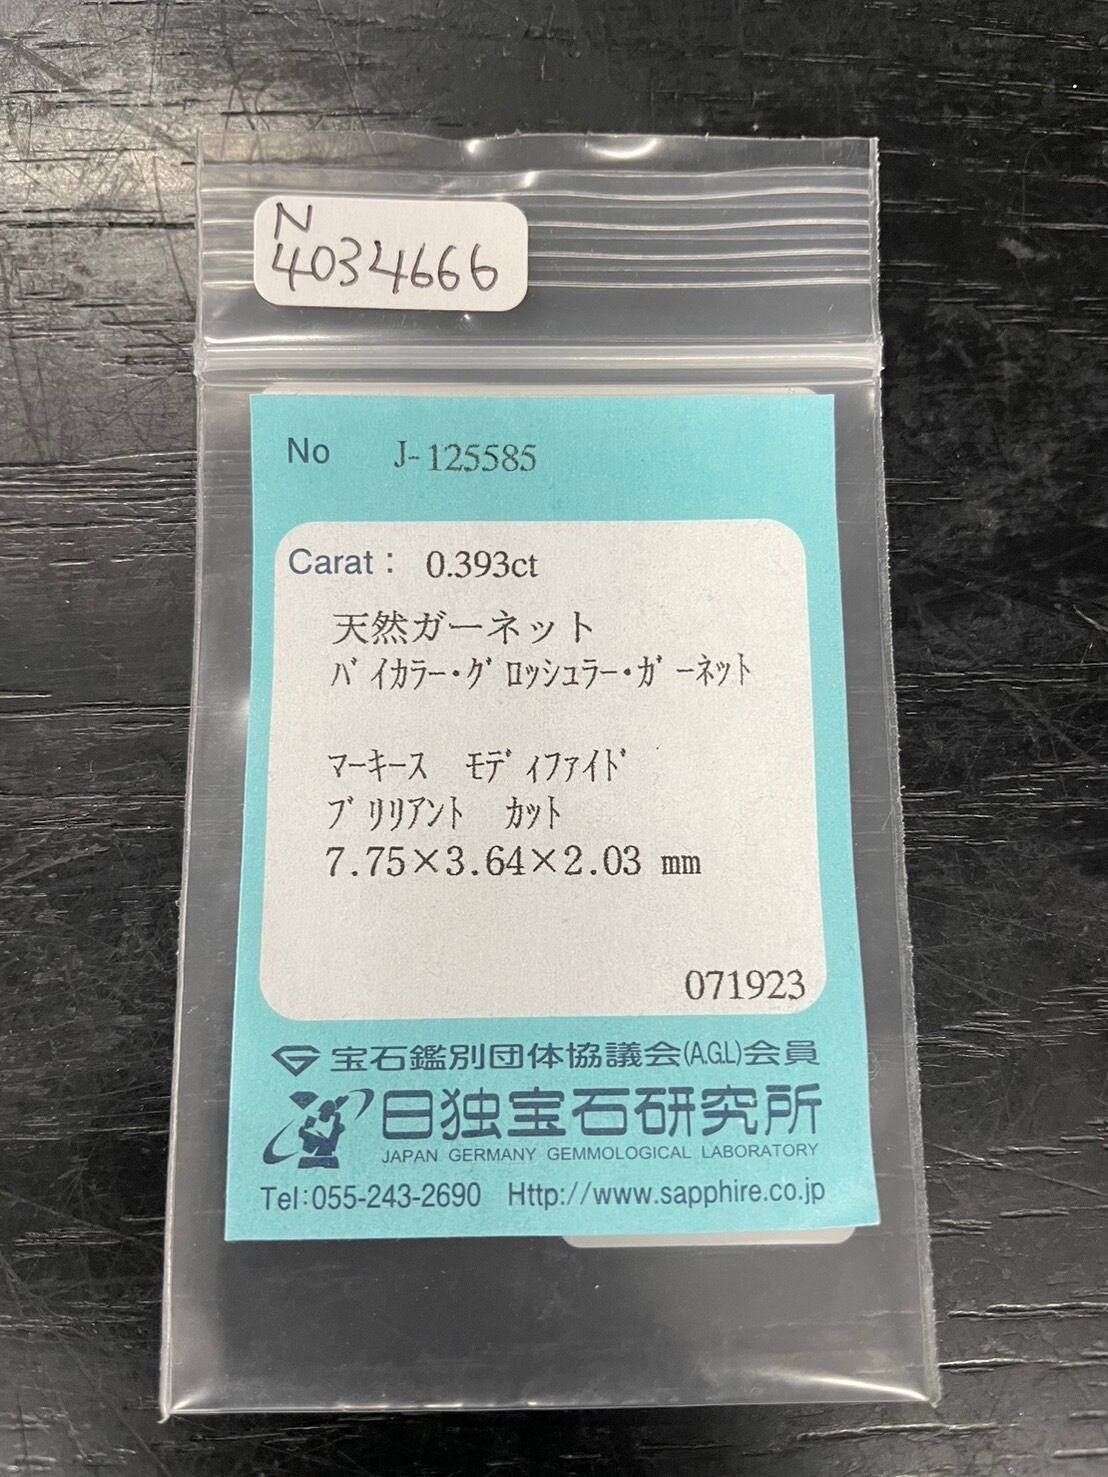 N
4034666
No J-125585
Carat： 0.393ct
天然ガーネット
ﾊﾞｲｶﾗｰ・ｸﾞﾛｯｼｭﾗｰ・ｶﾞｰﾈｯﾄ
ﾏｰｷｰｽ ﾓﾃﾞｨﾌｧｲﾄﾞ
ﾌﾞﾘﾘｱﾝﾄ ｶｯﾄ
7.75×3.64×2.03 ㎜
071923
宝石鑑別団体協議会(A.G.L)会員
日独宝石研究所
JAPAN GERMANY GEMMOLOGICAL LABORATORY
Tel:055-243-2690 Http://www.sapphire.co.jp